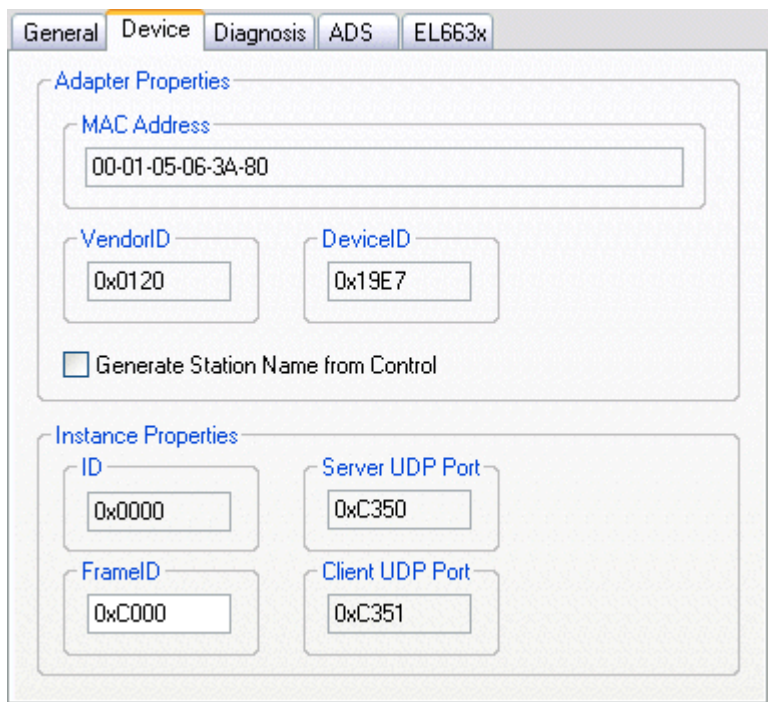 General Device Diagnosis ADS EL663x
Adapter Properties
MAC Address
00-01-05-06-3A-80
VendorID DeviceID
0x0120 0x19E7
Generate Station Name from Control
Instance Properties
ID Server UDP Port
0x0000 0xC350
FrameID Client UDP Port
0xC000 0xC351